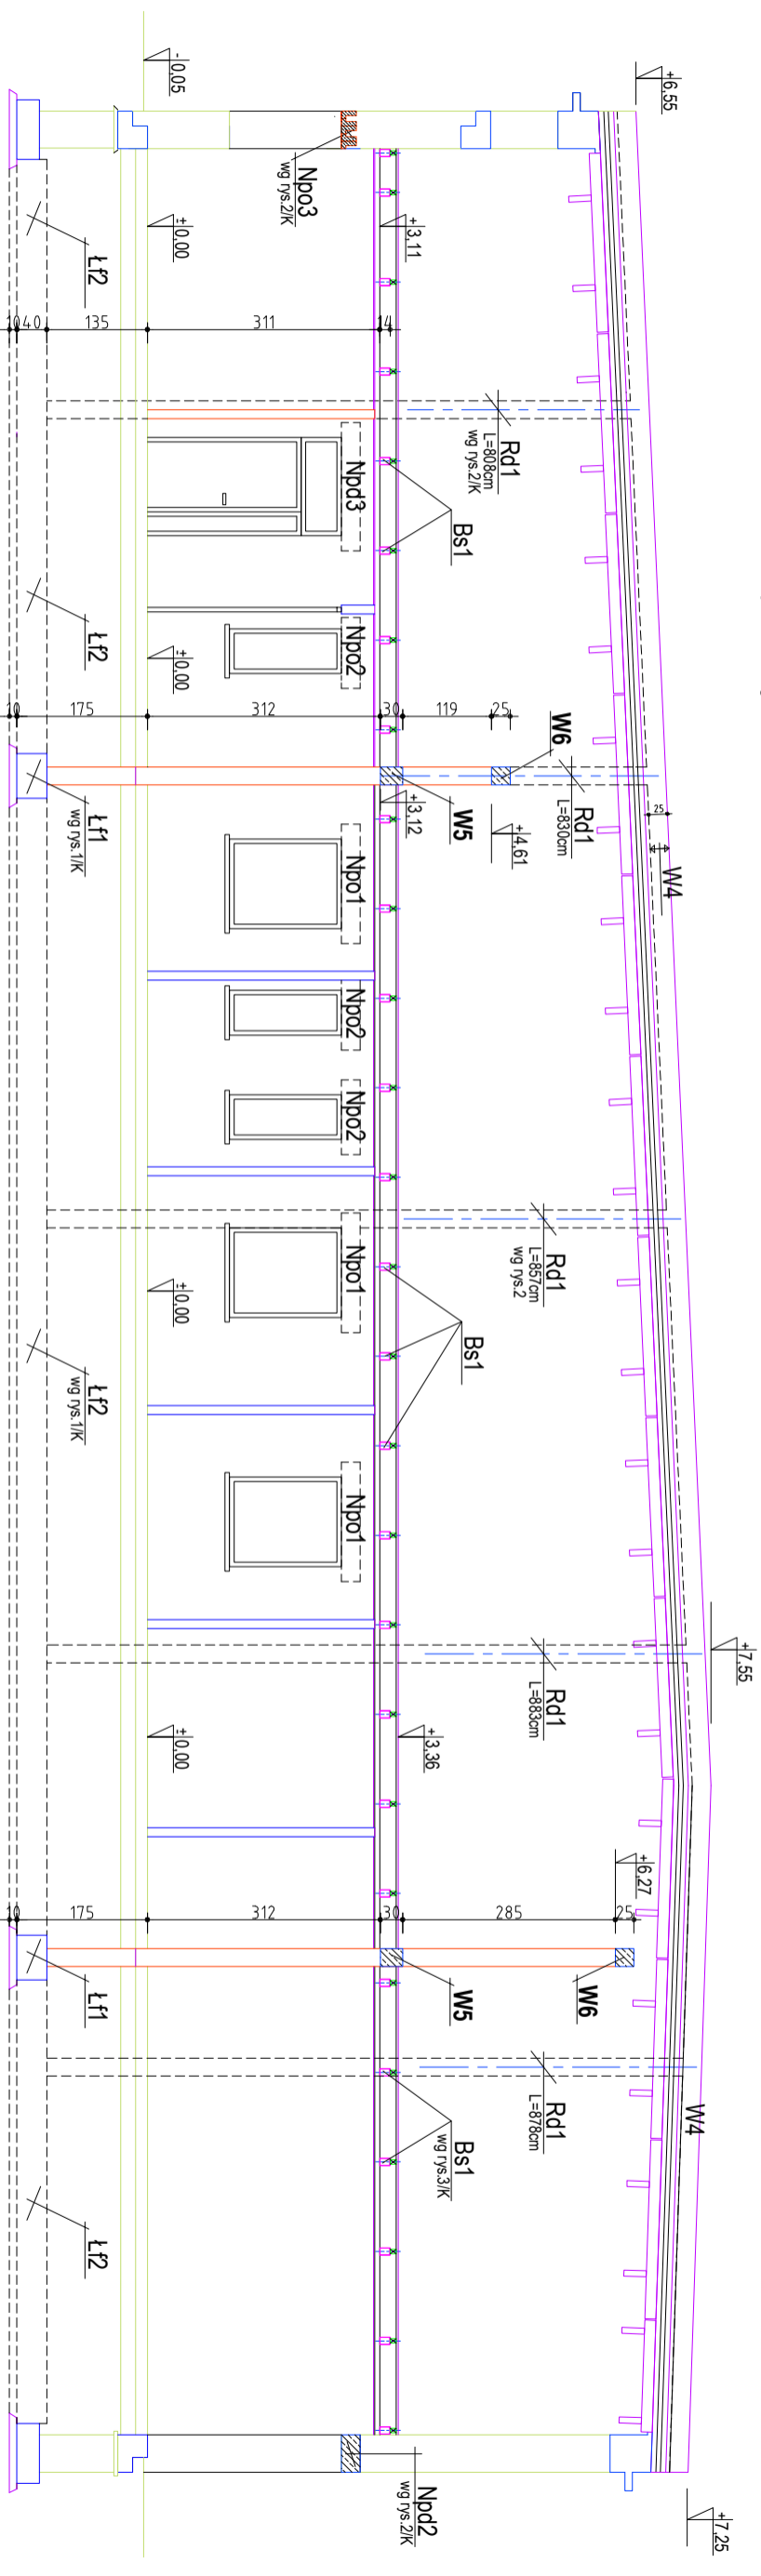 +6,55
-0,05
Npo3
wg rys.2/K
±0,00
+3,11
Łf2
10
40
135
311
14
Rd1
L=808cm
wg rys.2/K
Npd3
Bs1
Łf2
Npo2
±0,00
10
175
312
30
119
25
W6
W5
Rd1
L=830cm
+3,12
+4.61
25
W4
Łf1
wg rys.1/K
Npo1
Npo2
Npo2
Rd1
L=857cm
wg rys.2
Npo1
±0,00
Bs1
Łf2
wg rys.1/K
Npo1
+7,55
Rd1
L=883cm
±0,00
+3,36
+6,27
10
175
312
30
285
25
Łf1
W5
W6
Rd1
L=878cm
W4
Bs1
wg rys.3/K
Łf2
Npd2
wg rys.2/K
+7,25